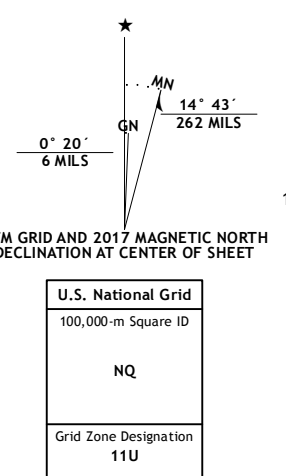 ★
MN
GN
14° 43´
262 MILS
0° 20´
6 MILS
TM GRID AND 2017 MAGNETIC NORTH
DECLINATION AT CENTER OF SHEET
U.S. National Grid
100,000-m Square ID
NQ
Grid Zone Designation
11U